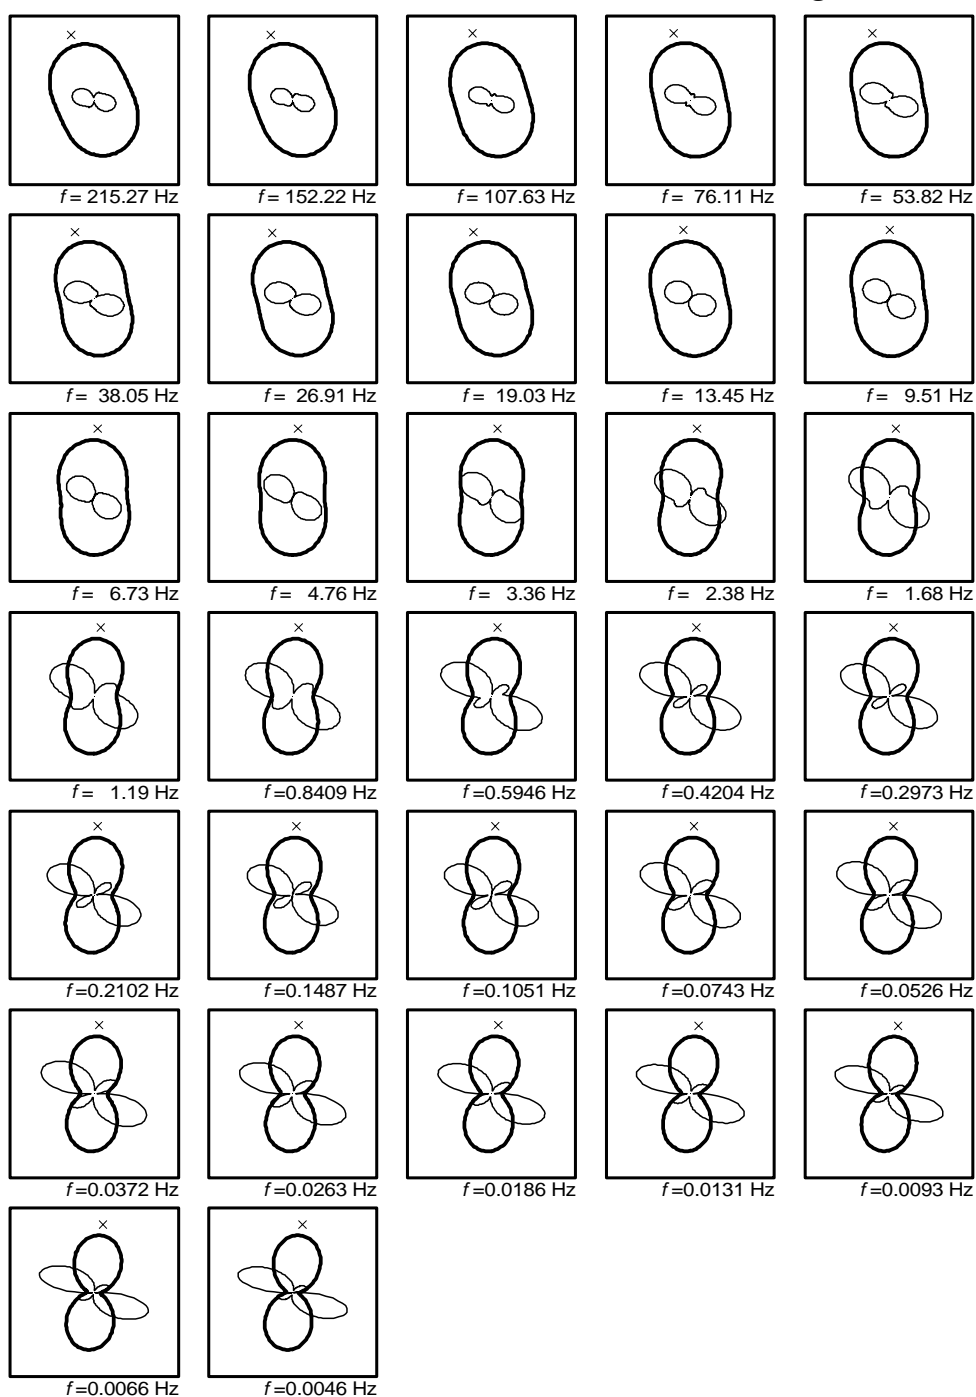 f = 215.27 Hz f = 152.22 Hz f = 107.63 Hz f = 76.11 Hz f = 53.82 Hz
f = 38.05 Hz f = 26.91 Hz f = 19.03 Hz f = 13.45 Hz f = 9.51 Hz
f = 6.73 Hz f = 4.76 Hz f = 3.36 Hz f = 2.38 Hz f = 1.68 Hz
f = 1.19 Hz f =0.8409 Hz f =0.5946 Hz f =0.4204 Hz f =0.2973 Hz
f =0.2102 Hz f =0.1487 Hz f =0.1051 Hz f =0.0743 Hz f =0.0526 Hz
f =0.0372 Hz f =0.0263 Hz f =0.0186 Hz f =0.0131 Hz f =0.0093 Hz
f =0.0066 Hz f =0.0046 Hz